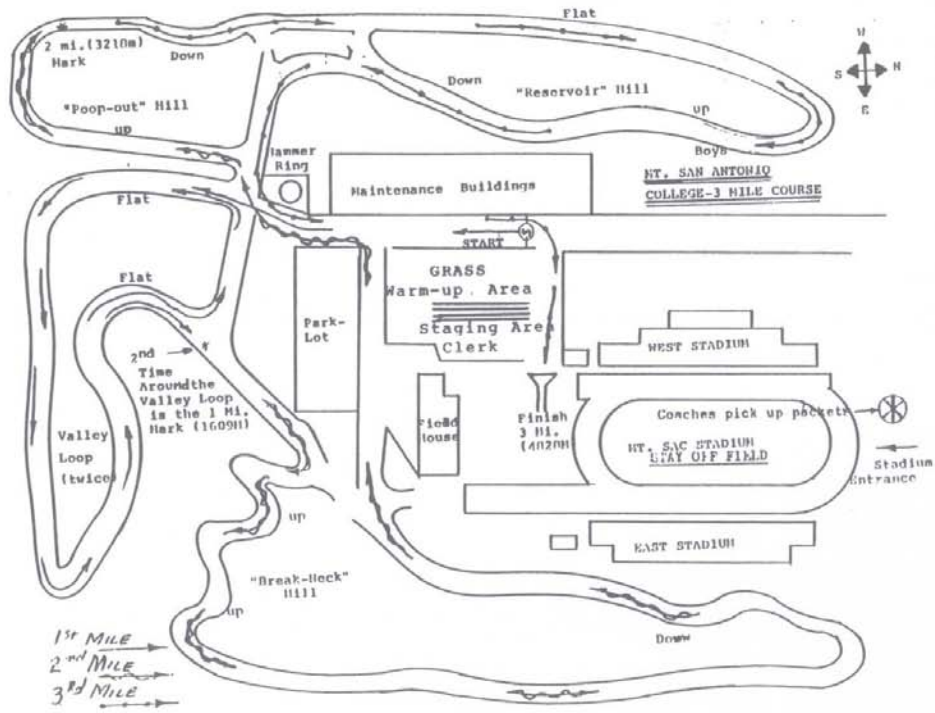 Flat
2 mi.(3210m)
Mark
Down
"Poop-out" Hill
up
Down
"Reservoir" Hill
up
Boys
W
S N
E
MT. SAN ANTONIO
COLLEGE-3 MILE COURSE
Hammer
Ring
Maintenance Buildings
Flat
START
GRASS
Warm-up Area
Staging Area
Clerk
Flat
Park-
Lot
WEST STADIUM
2nd
Time
Around the
Valley Loop
is the 1 Mi.
Mark (1609M)
Valley
Loop
(twice)
Field
House
Finish
3 Mi.
(4820M
Coaches pick up packets
MT. SAC STADIUM
STAY OFF FIELD
Stadium
Entrance
up
EAST STADIUM
"Break-Neck"
Hill
up
Down
1st MILE
2nd MILE
3rd MILE